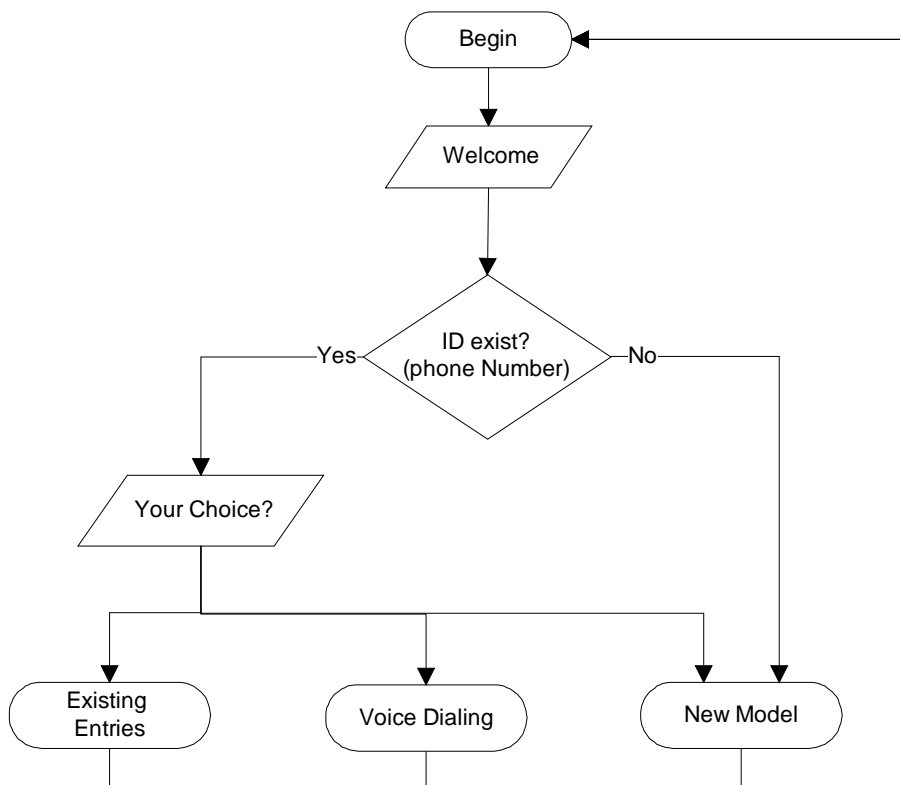 Begin
Welcome
ID exist?
(phone Number)
Yes
No
Your Choice?
Existing
Entries
Voice Dialing
New Model